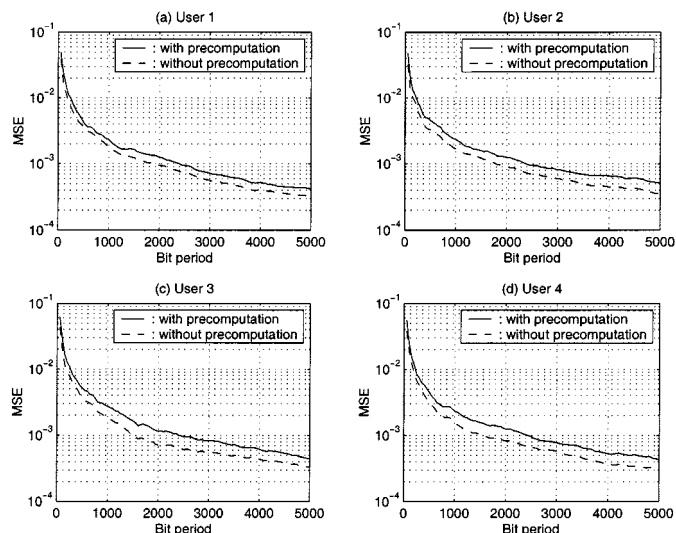 (a) User 1
10⁻¹
10⁻²
10⁻³
10⁻⁴
MSE
: with precomputation
: without precomputation
0 1000 2000 3000 4000 5000
Bit period
(b) User 2
10⁻¹
10⁻²
10⁻³
10⁻⁴
MSE
: with precomputation
: without precomputation
0 1000 2000 3000 4000 5000
Bit period
(c) User 3
10⁻¹
10⁻²
10⁻³
10⁻⁴
MSE
: with precomputation
: without precomputation
0 1000 2000 3000 4000 5000
Bit period
(d) User 4
10⁻¹
10⁻²
10⁻³
10⁻⁴
MSE
: with precomputation
: without precomputation
0 1000 2000 3000 4000 5000
Bit period